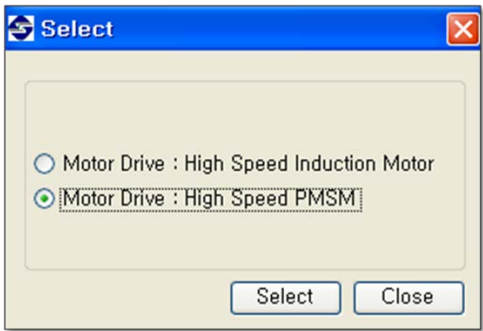 Select
Motor Drive : High Speed Induction Motor
Motor Drive : High Speed PMSM
Select Close